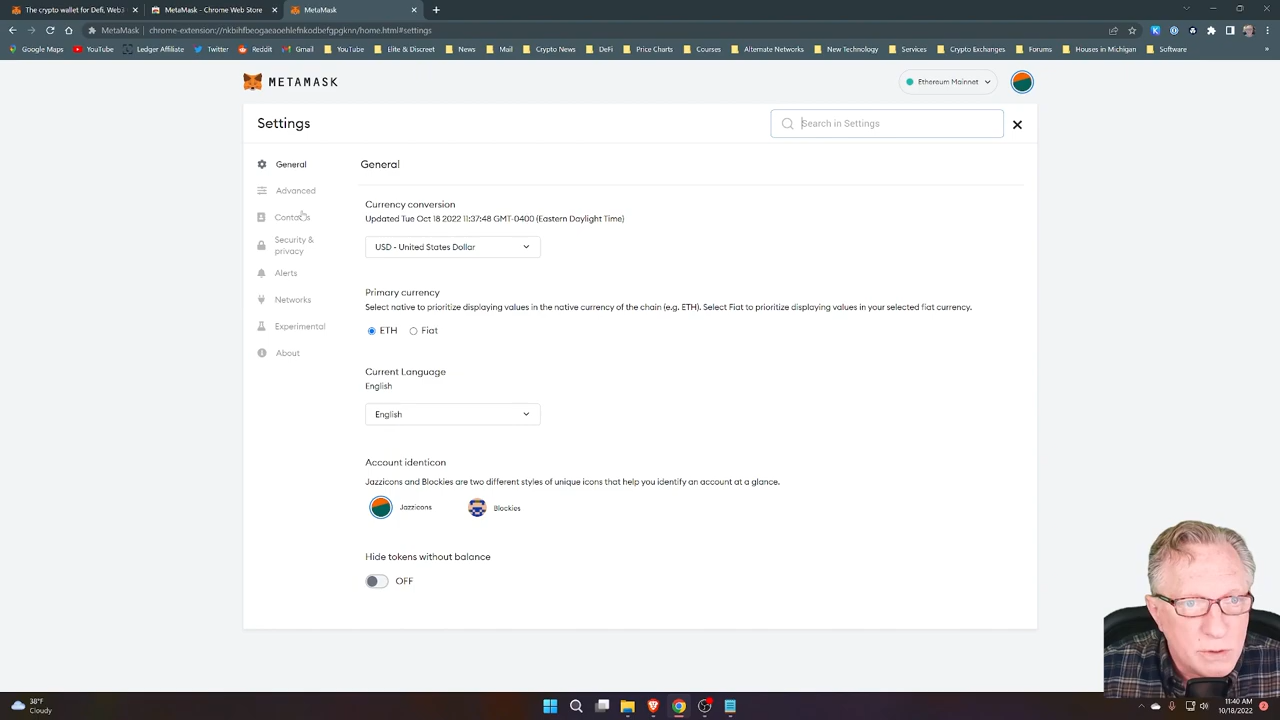 The crypto wallet for Defi, Web3
MetaMask - Chrome Web Store
MetaMask
MetaMask
chrome-extension://nkbihfbeogaeaoehlefnkodbefgpgknn/home.html#settings
Google Maps
YouTube
Ledger Affiliate
Twitter
Reddit
Gmail
YouTube
Elite & Discreet
News
Mail
Crypto News
DeFi
Price Charts
Courses
Alternate Networks
New Technology
Services
Crypto Exchanges
Forums
Houses in Michigan
Software
METAMASK
Ethereum Mainnet
Settings
Search in Settings
General
Advanced
Contacts
Security &
privacy
Alerts
Networks
Experimental
About
General
Currency conversion
Updated Tue Oct 18 2022 11:37:48 GMT-0400 (Eastern Daylight Time)
USD - United States Dollar
Primary currency
Select native to prioritize displaying values in the native currency of the chain (e.g. ETH). Select Fiat to prioritize displaying values in your selected fiat currency.
ETH
Fiat
Current Language
English
English
Account identicon
Jazzicons and Blockies are two different styles of unique icons that help you identify an account at a glance.
Jazzicons
Blockies
Hide tokens without balance
OFF
38°F
Cloudy
11:40 AM
10/18/2022
2